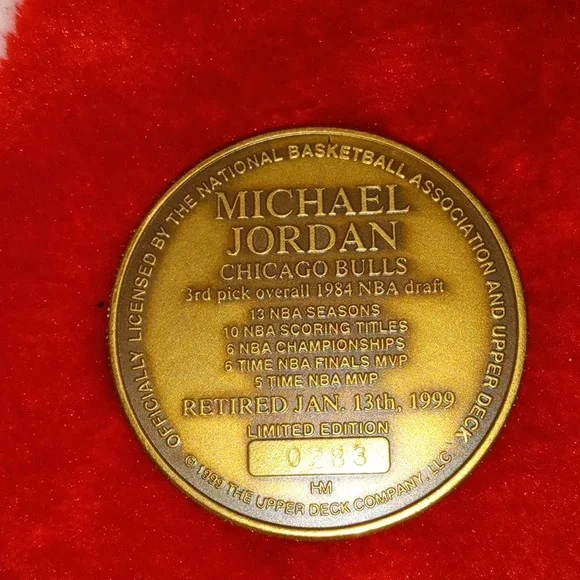 OFFICIALLY LICENSED BY THE NATIONAL BASKETBALL ASSOCIATION AND UPPER DECK
MICHAEL
JORDAN
CHICAGO BULLS
3rd pick overall 1984 NBA draft
13 NBA SEASONS
10 NBA SCORING TITLES
6 NBA CHAMPIONSHIPS
6 TIME NBA FINALS MVP
5 TIME NBA MVP
RETIRED JAN. 13th, 1999
LIMITED EDITION
0283
HM
© 1999 THE UPPER DECK COMPANY, LLC.